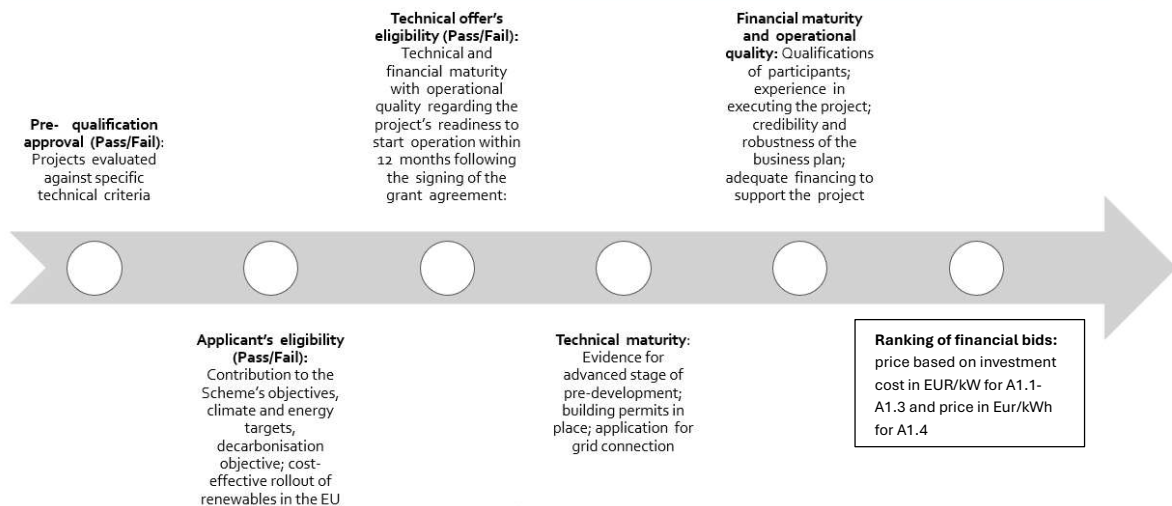 Pre- qualification
approval (Pass/Fail):
Projects evaluated
against specific
technical criteria
Applicant's eligibility
(Pass/Fail):
Contribution to the
Scheme's objectives,
climate and energy
targets,
decarbonisation
objective; cost-
effective rollout of
renewables in the EU
Technical offer's
eligibility (Pass/Fail):
Technical and
financial maturity
with operational
quality regarding the
project's readiness to
start operation within
12 months following
the signing of the
grant agreement:
Technical maturity:
Evidence for
advanced stage of
pre-development;
building permits in
place; application for
grid connection
Financial maturity
and operational
quality: Qualifications
of participants;
experience in
executing the project;
credibility and
robustness of the
business plan;
adequate financing to
support the project
Ranking of financial bids:
price based on investment
cost in EUR/kW for A1.1-
A1.3 and price in Eur/kWh
for A1.4